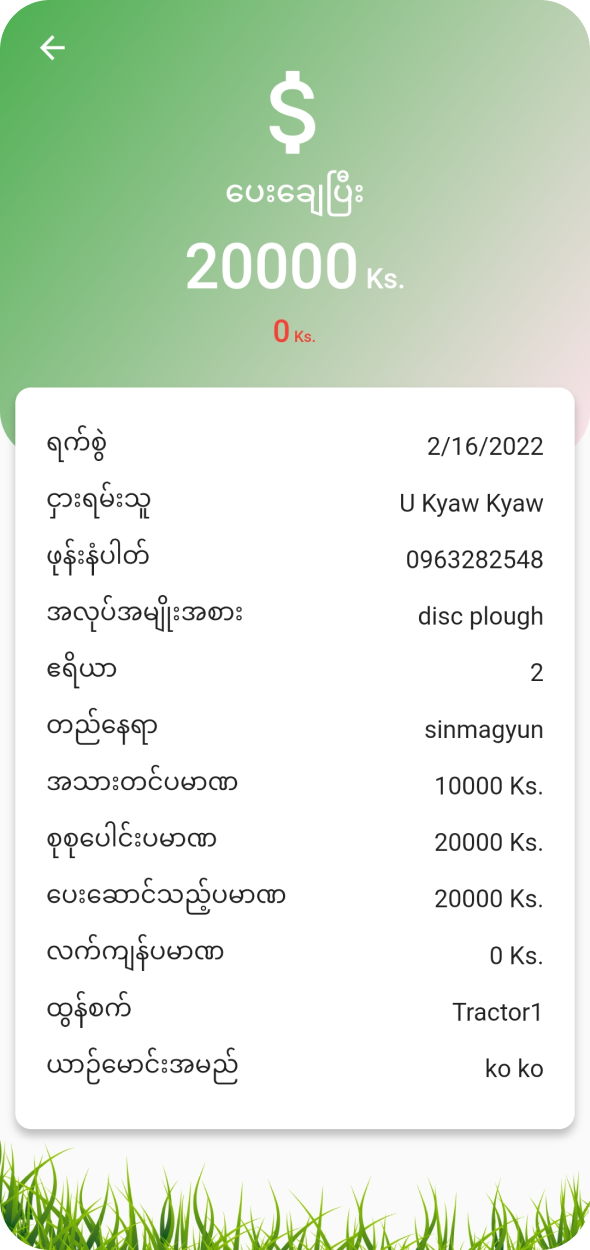 $
ပေးချေပြီး
20000 Ks.
0 Ks.
ရက်စွဲ 2/16/2022
ငှားရမ်းသူ U Kyaw Kyaw
ဖုန်းနံပါတ် 0963282548
အလုပ်အမျိုးအစား disc plough
ဧရိယာ 2
တည်နေရာ sinmagyun
အသားတင်ပမာဏ 10000 Ks.
စုစုပေါင်းပမာဏ 20000 Ks.
ပေးဆောင်သည့်ပမာဏ 20000 Ks.
လက်ကျန်ပမာဏ 0 Ks.
ထွန်စက် Tractor1
ယာဉ်မောင်းအမည် ko ko